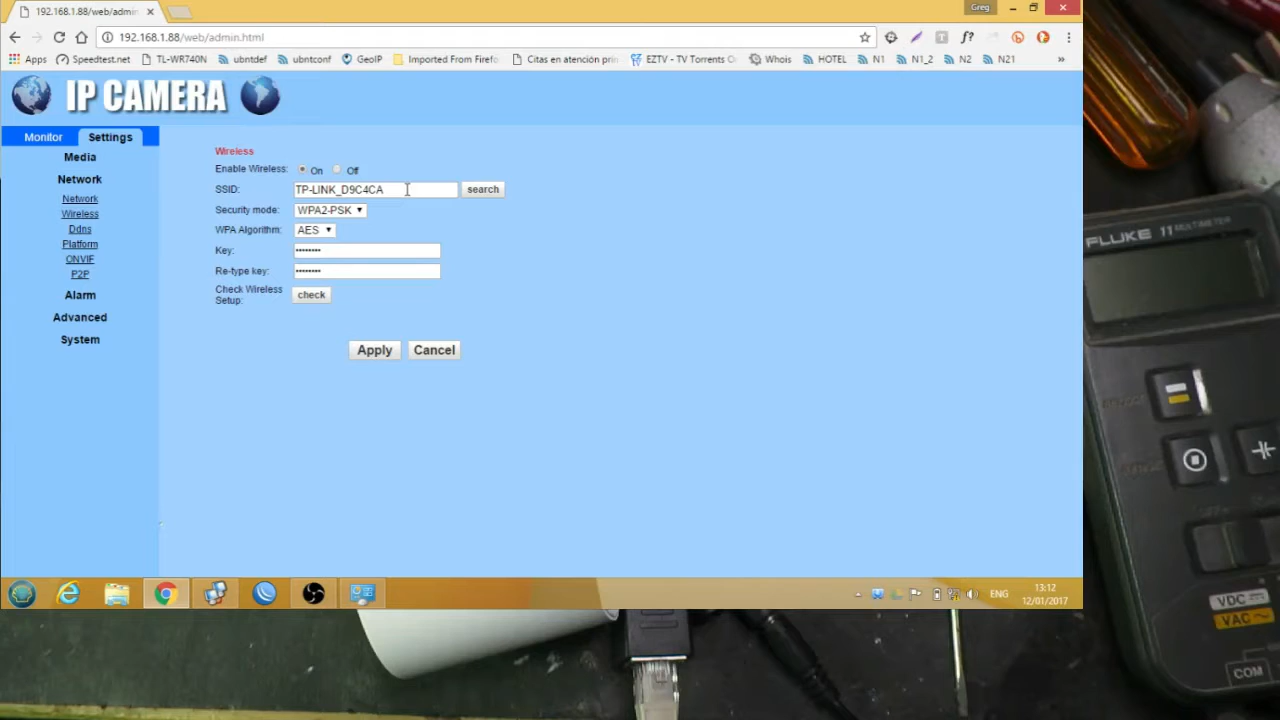 192.168.1.88/web/admin
Greg
192.168.1.88/web/admin.html
Apps Speedtest.net TL-WR740N ubntdef ubntconf GeoIP Imported From Firefo Citas en atención pri EZTV - TV Torrents O Whois HOTEL N1 N1_2 N2 N21 »
IP CAMERA
Monitor Settings
Media
Network
Network
Wireless
Ddns
Platform
ONVIF
P2P
Alarm
Advanced
System
Wireless
Enable Wireless: On Off
SSID: TP-LINK_D9C4CA search
Security mode: WPA2-PSK
WPA Algorithm: AES
Key: ••••••••
Re-type key: ••••••••
Check Wireless
Setup: check
Apply Cancel
ENG
13:12
12/01/2017
FLUKE 11 MULTIMETER
VDC
VAC
COM